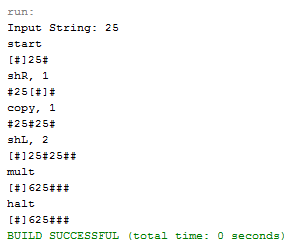 run:
Input String: 25
start
[#]25#
shR, 1
#25[#]#
copy, 1
#25#25#
shL, 2
[#]25#25##
mult
[#]625###
halt
[#]625###
BUILD SUCCESSFUL (total time: 0 seconds)